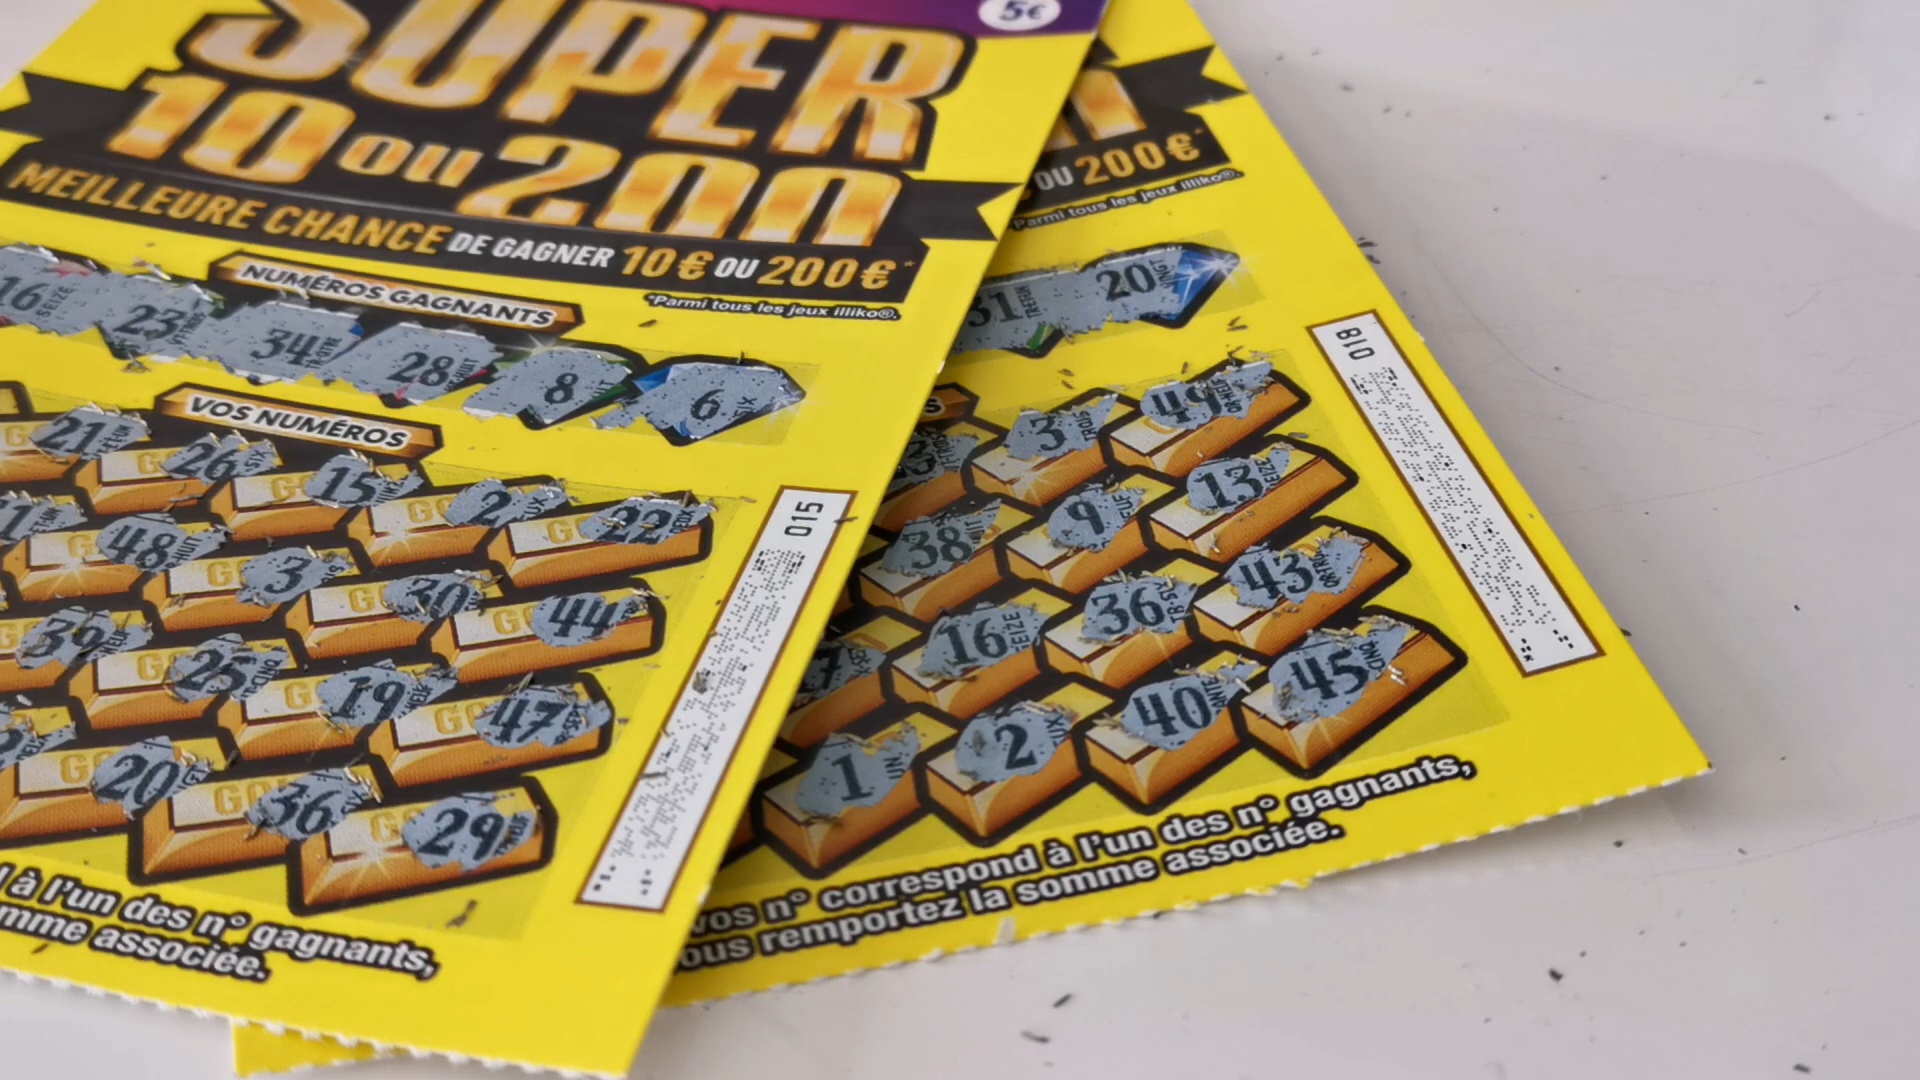 5€
SUPER
10 OU 200
MEILLEURE CHANCE DE GAGNER 10€ OU 200€*
*Parmi tous les jeux illiko®.
NUMÉROS GAGNANTS
16 SEIZE 23 34 28 8 6 SIX
VOS NUMÉROS
21 26 SIX 15 2 22
48 3 30 44
39 25 19 47
20 36 29
015
à l'un des n° gagnants,
associée.
OU 200€*
*Parmi tous les jeux illiko®.
31 20
3 TROIS 49
38 9 13
16 36 43
1 UN 2 40 45
018
vos n° correspond à l'un des n° gagnants,
remportez la somme associée.